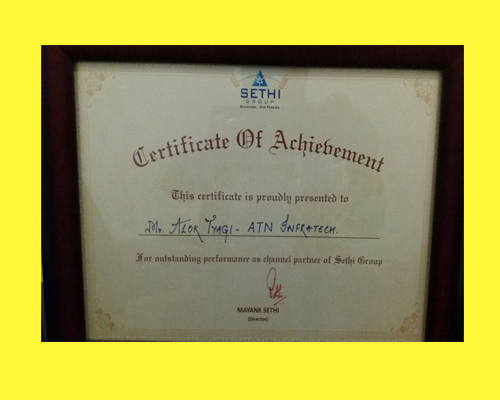 SETHI
GROUP
Certificate Of Achievement
This certificate is proudly presented to
Mr. Alok Tyagi - ATN Infratech.
For outstanding performance as channel partner of Sethi Group
MAYANK SETHI
(Director)